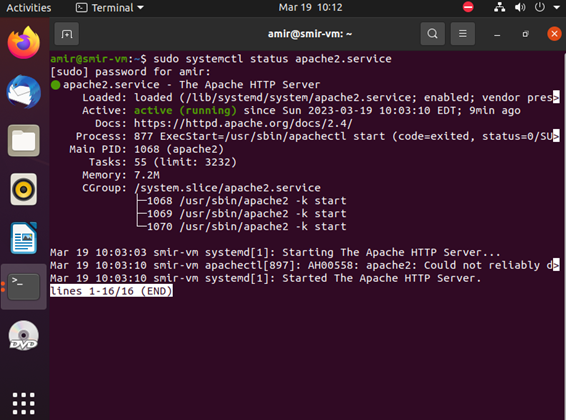 Activities
Terminal
Mar 19 10:12
amir@smir-vm: ~
amir@smir-vm:~$ sudo systemctl status apache2.service
[sudo] password for amir:
● apache2.service - The Apache HTTP Server
Loaded: loaded (/lib/systemd/system/apache2.service; enabled; vendor pres>
Active: active (running) since Sun 2023-03-19 10:03:10 EDT; 9min ago
Docs: https://httpd.apache.org/docs/2.4/
Process: 877 ExecStart=/usr/sbin/apachectl start (code=exited, status=0/SU>
Main PID: 1068 (apache2)
Tasks: 55 (limit: 3232)
Memory: 7.2M
CGroup: /system.slice/apache2.service
├─1068 /usr/sbin/apache2 -k start
├─1069 /usr/sbin/apache2 -k start
└─1070 /usr/sbin/apache2 -k start
Mar 19 10:03:03 smir-vm systemd[1]: Starting The Apache HTTP Server...
Mar 19 10:03:10 smir-vm apachectl[897]: AH00558: apache2: Could not reliably d>
Mar 19 10:03:10 smir-vm systemd[1]: Started The Apache HTTP Server.
lines 1-16/16 (END)
DVD